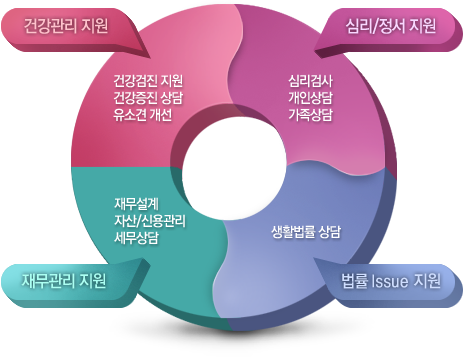 건강관리 지원
심리/정서 지원
건강검진 지원
건강증진 상담
유소견 개선
심리검사
개인상담
가족상담
재무설계
자산/신용관리
세무상담
생활법률 상담
재무관리 지원
법률 Issue 지원